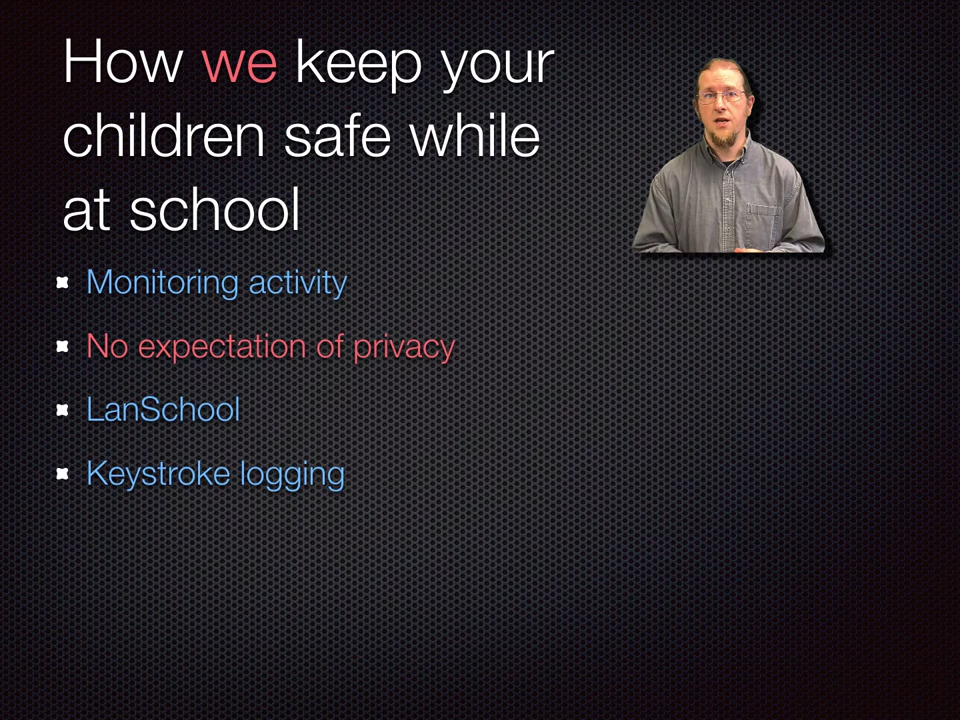 How we keep your
children safe while
at school
Monitoring activity
No expectation of privacy
LanSchool
Keystroke logging